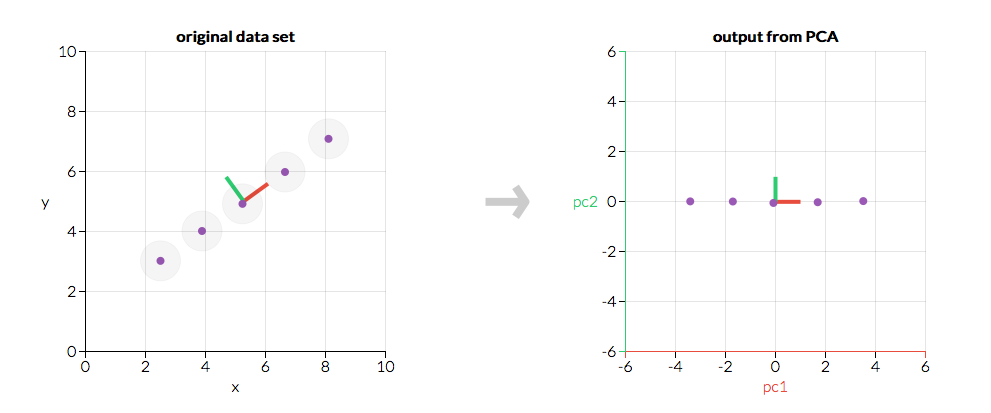 original data set
10
8
6
4
2
0
y
0 2 4 6 8 10
x
→
output from PCA
6
4
2
0
-2
-4
-6
pc2
-6 -4 -2 0 2 4 6
pc1